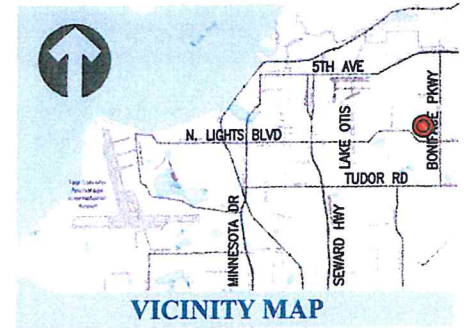 5TH AVE
N. LIGHTS BLVD
LAKE OTIS
BONIFACE PKWY
TUDOR RD
MINNESOTA DR
SEWARD HWY
VICINITY MAP